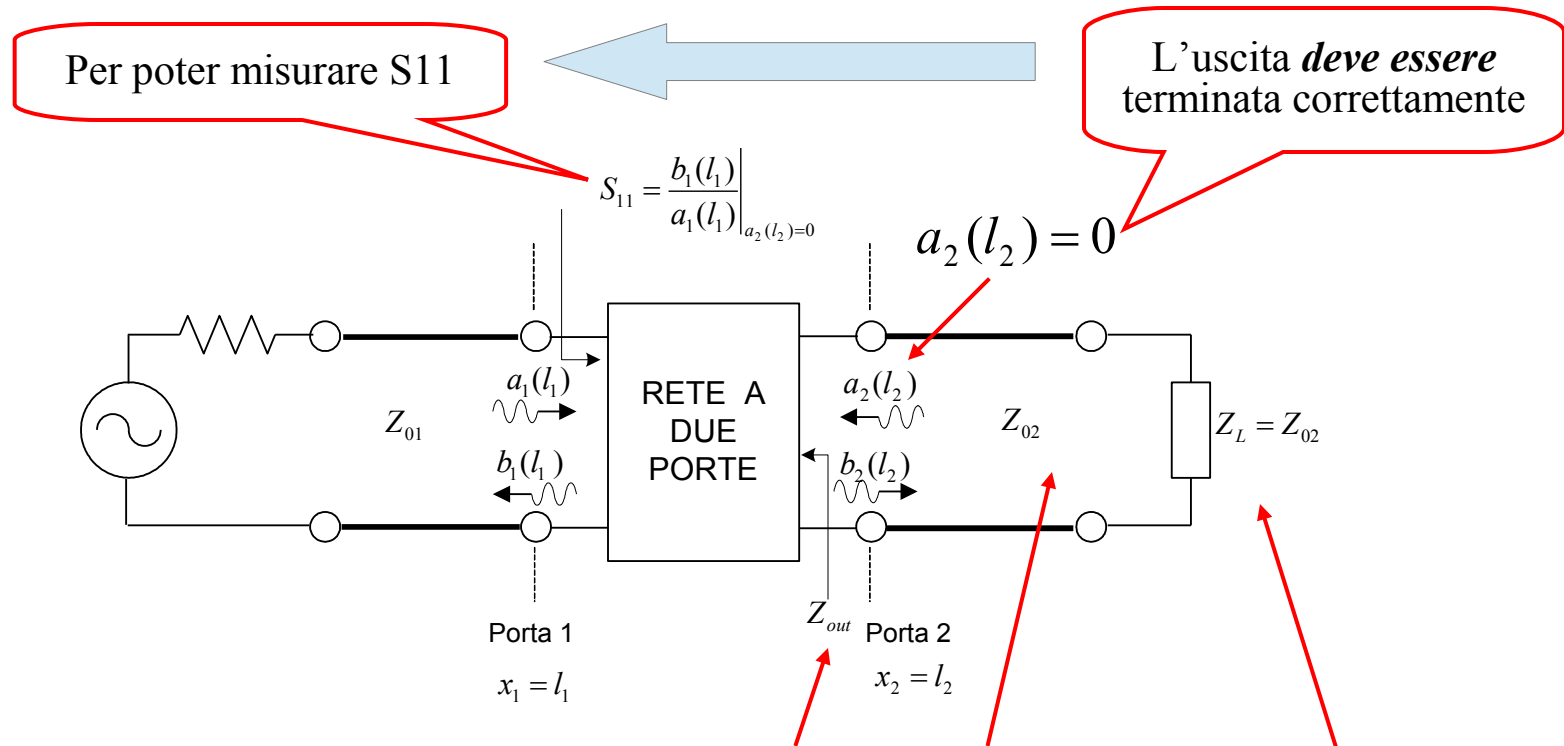 Per poter misurare S11
L'uscita deve essere
terminata correttamente
S₁₁ = b₁(l₁) / a₁(l₁) |a₂(l₂)=0
a₂(l₂) = 0
a₁(l₁)
a₂(l₂)
RETE A
DUE
PORTE
Z₀₁
Z₀₂
Z_L = Z₀₂
b₁(l₁)
b₂(l₂)
Z_out
Porta 1
Porta 2
x₁ = l₁
x₂ = l₂